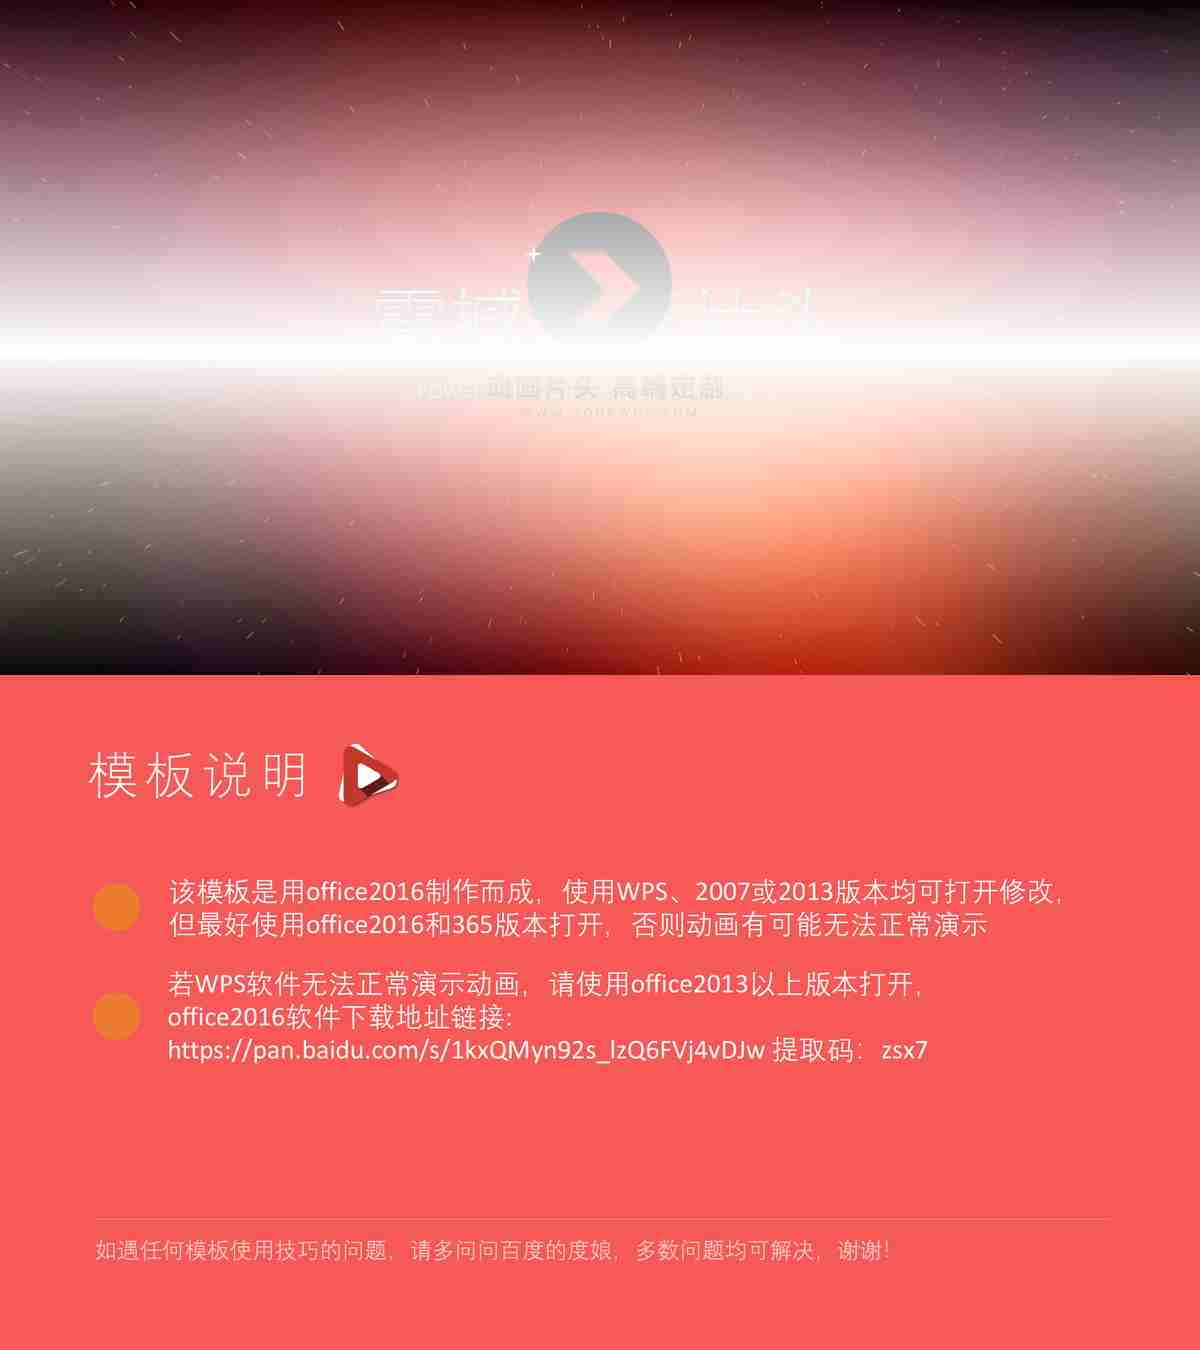 动画片头 高端定制
模板说明
该模板是用office2016制作而成，使用WPS、2007或2013版本均可打开修改，
但最好使用office2016和365版本打开，否则动画有可能无法正常演示
若WPS软件无法正常演示动画，请使用office2013以上版本打开，
office2016软件下载地址链接:
https://pan.baidu.com/s/1kxQMyn92s_lzQ6FVj4vDJw 提取码：zsx7
如遇任何模板使用技巧的问题，请多问问百度的度娘，多数问题均可解决，谢谢!